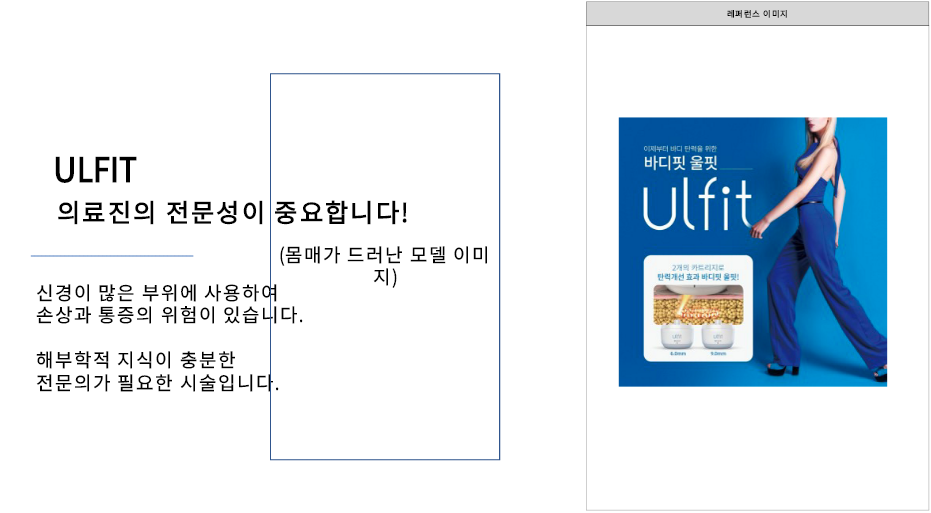 레퍼런스 이미지
ULFIT
의료진의 전문성이 중요합니다!
(몸매가 드러난 모델 이미
지)
신경이 많은 부위에 사용하여
손상과 통증의 위험이 있습니다.
해부학적 지식이 충분한
전문의가 필요한 시술입니다.
이제부터 바디 탄력을 위한
바디핏 울핏
ulfit
2개의 카트리지로
탄력개선 효과 바디핏 울핏!
ulfit
ulfit
6.0mm
9.0mm